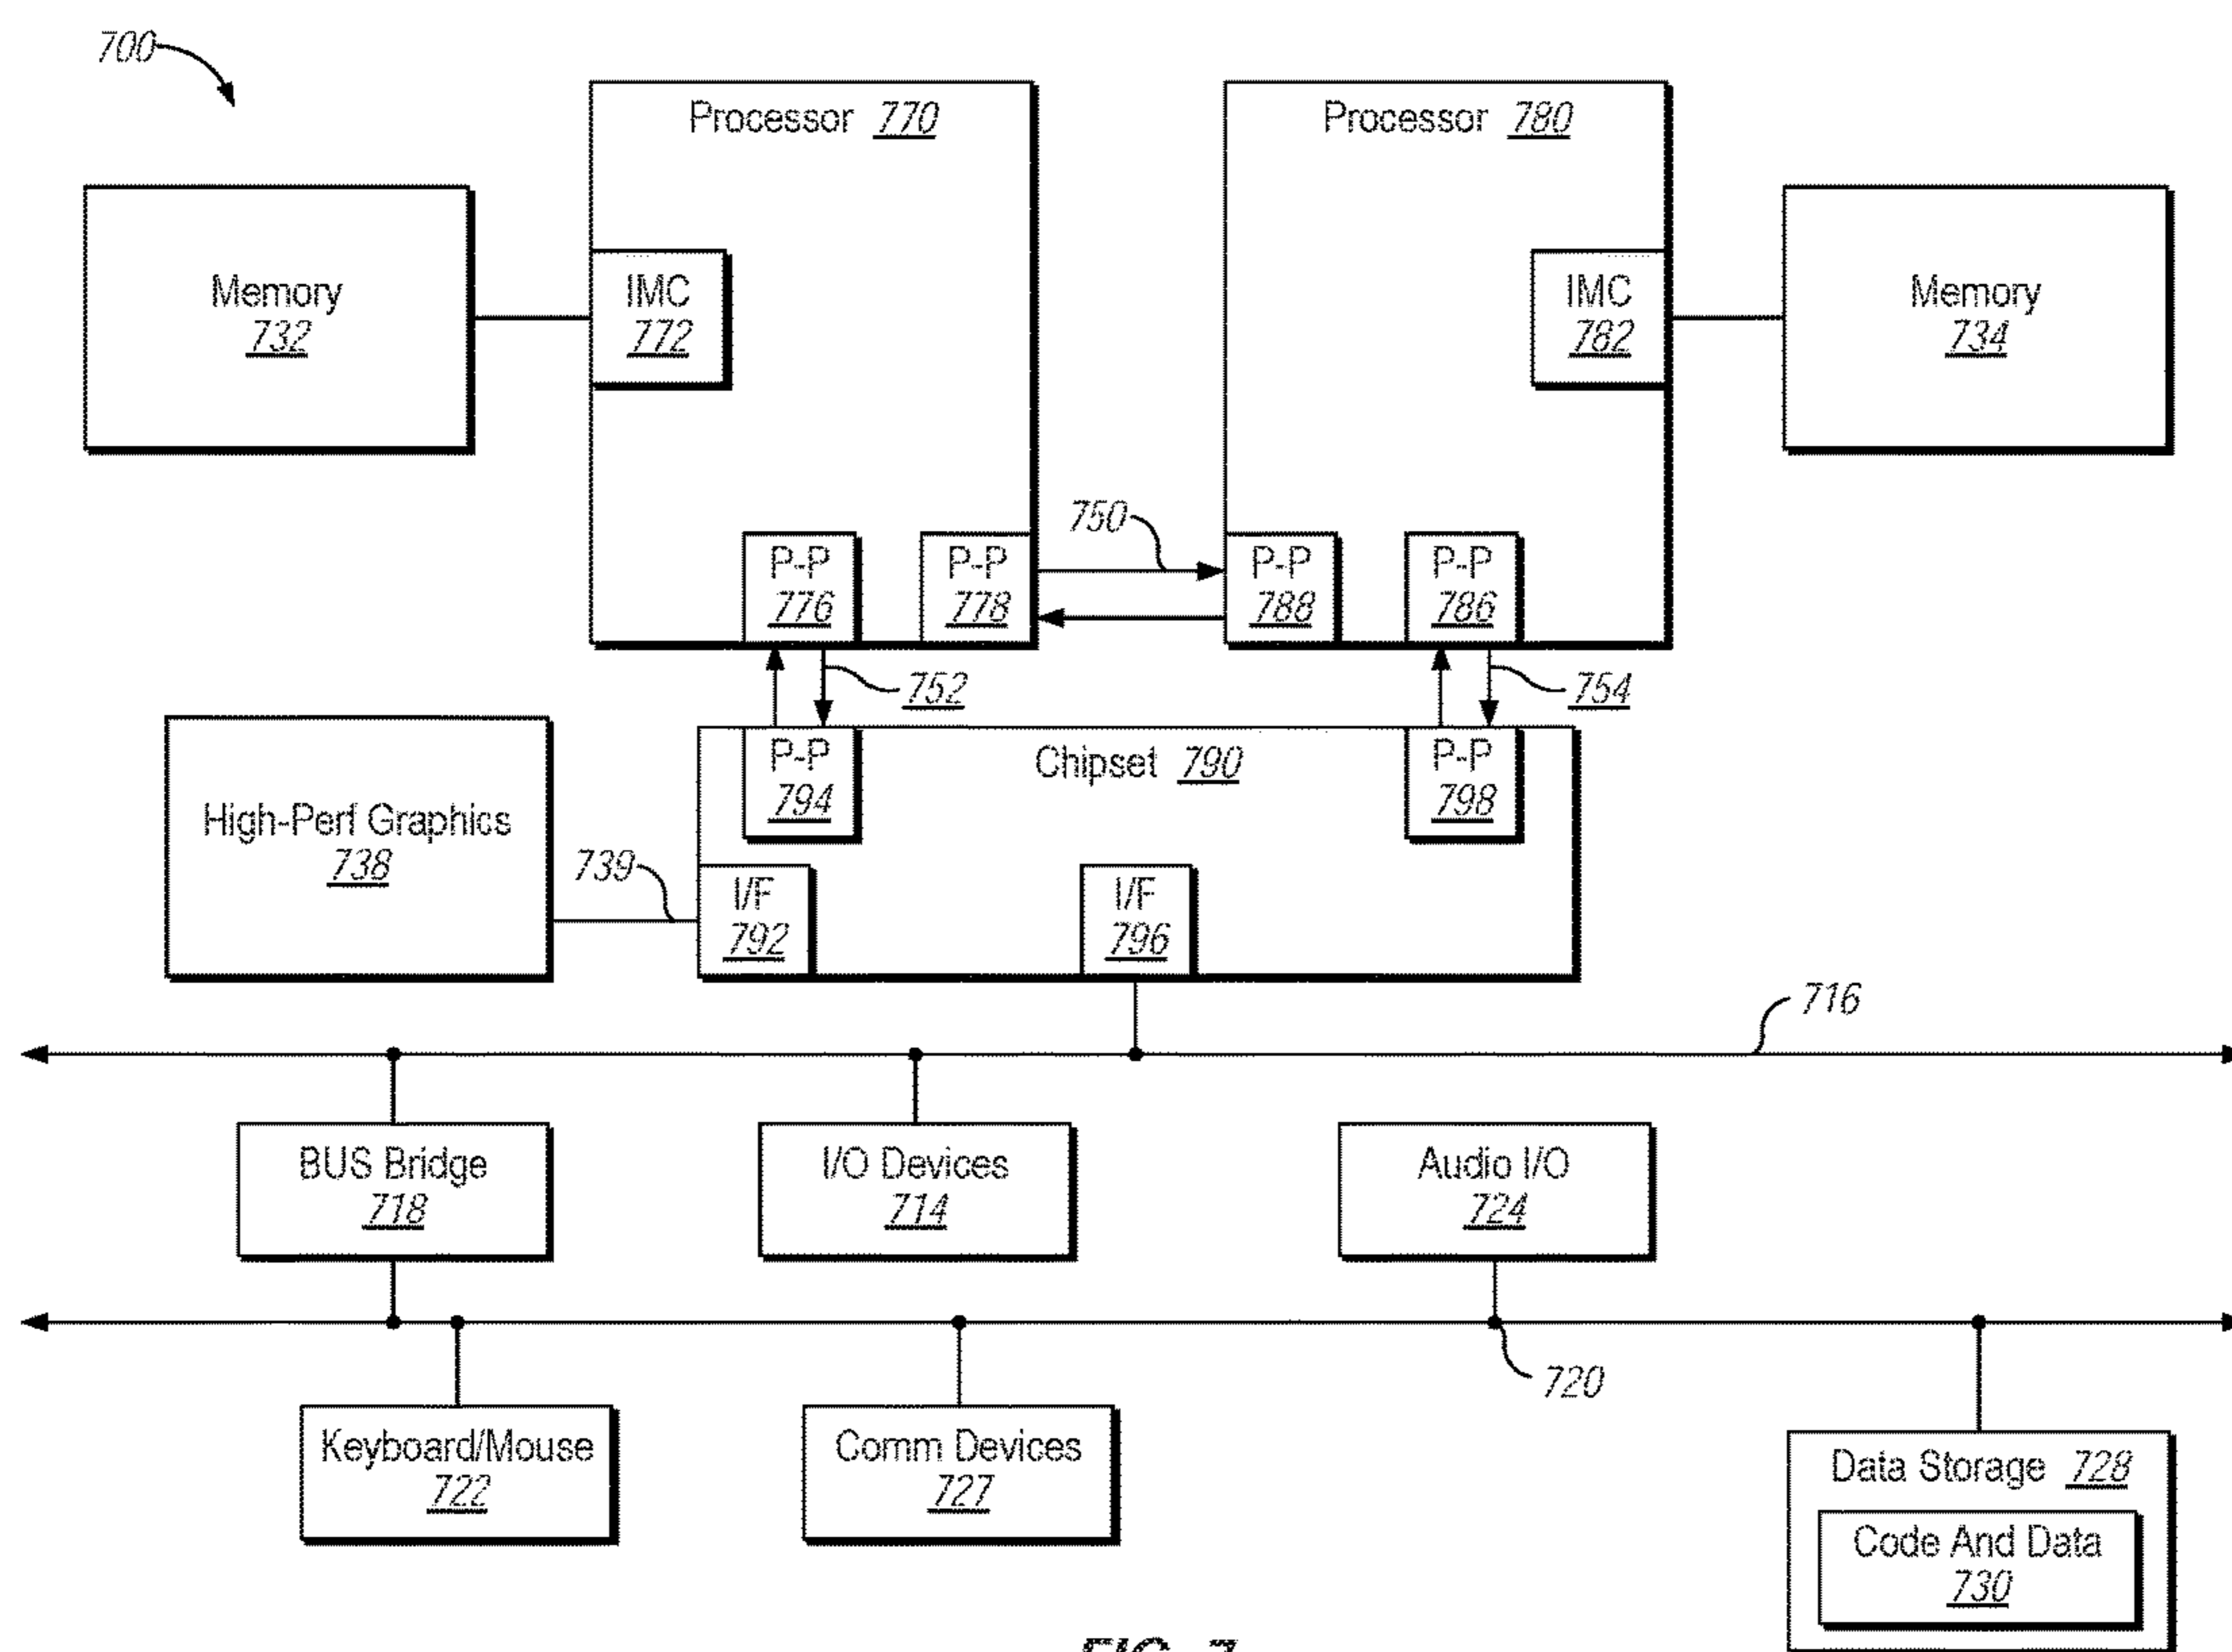 700
Processor 770
Processor 780
Memory
732
IMC
772
IMC
782
Memory
734
750
P-P
776
P-P
778
P-P
788
P-P
786
752
754
High-Perf Graphics
738
739
P-P
794
Chipset 790
P-P
798
I/F
792
I/F
796
716
BUS Bridge
718
I/O Devices
714
Audio I/O
724
720
Keyboard/Mouse
722
Comm Devices
727
Data Storage 728
Code And Data
730